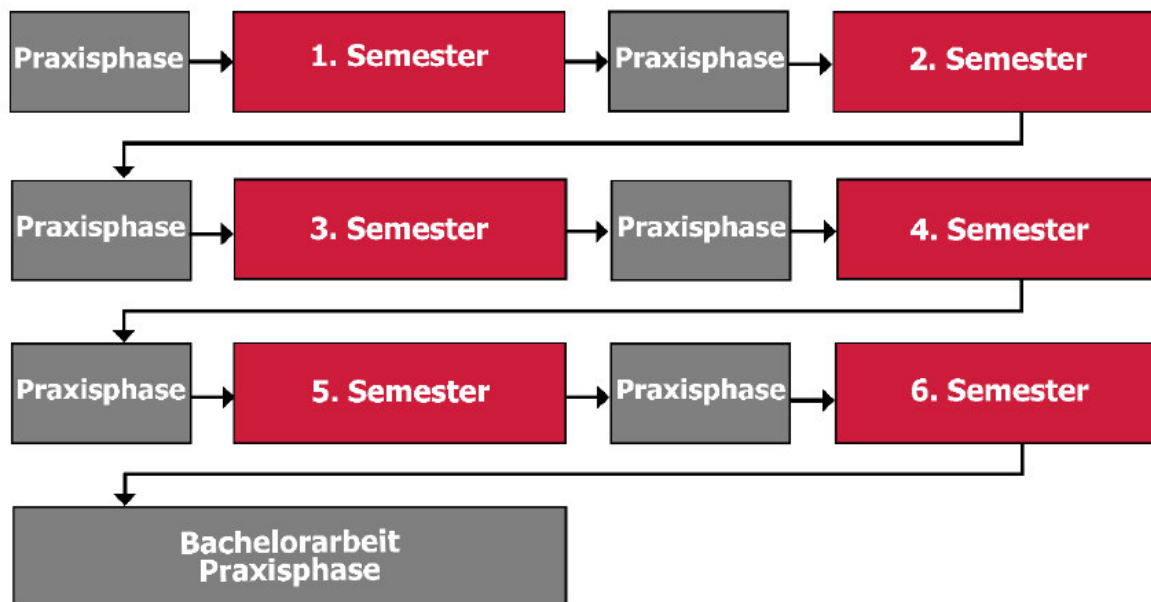 Praxisphase
1. Semester
Praxisphase
2. Semester
Praxisphase
3. Semester
Praxisphase
4. Semester
Praxisphase
5. Semester
Praxisphase
6. Semester
Bachelorarbeit
Praxisphase